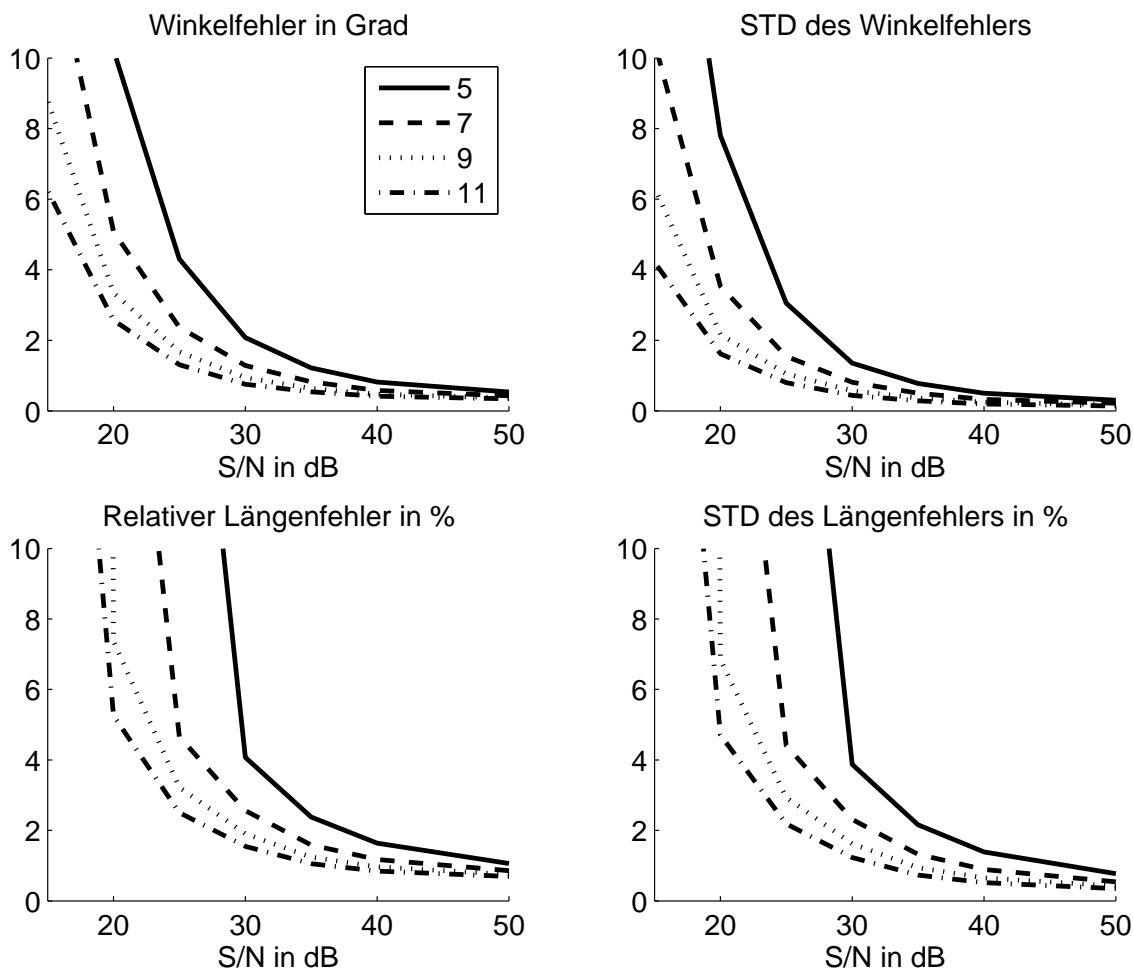 Winkelfehler in Grad
10
8
6
4
2
0
20 30 40 50
S/N in dB
5
7
9
11
STD des Winkelfehlers
10
8
6
4
2
0
20 30 40 50
S/N in dB
Relativer Längenfehler in %
10
8
6
4
2
0
20 30 40 50
S/N in dB
STD des Längenfehlers in %
10
8
6
4
2
0
20 30 40 50
S/N in dB